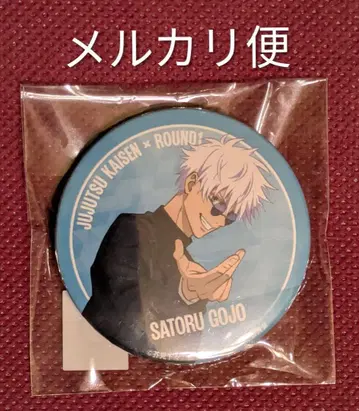 メルカリ便
JUJUTSU KAISEN × ROUND1
SATORU GOJO